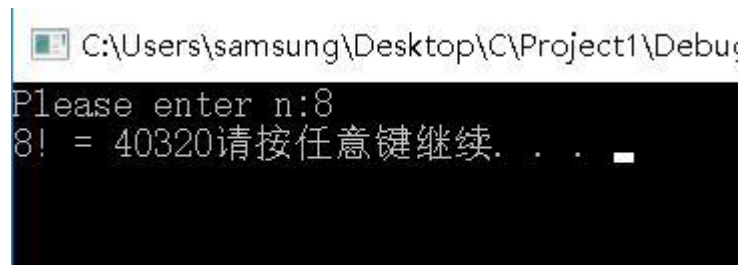 C:\Users\samsung\Desktop\C\Project1\Debug
Please enter n:8
8! = 40320请按任意键继续. . .